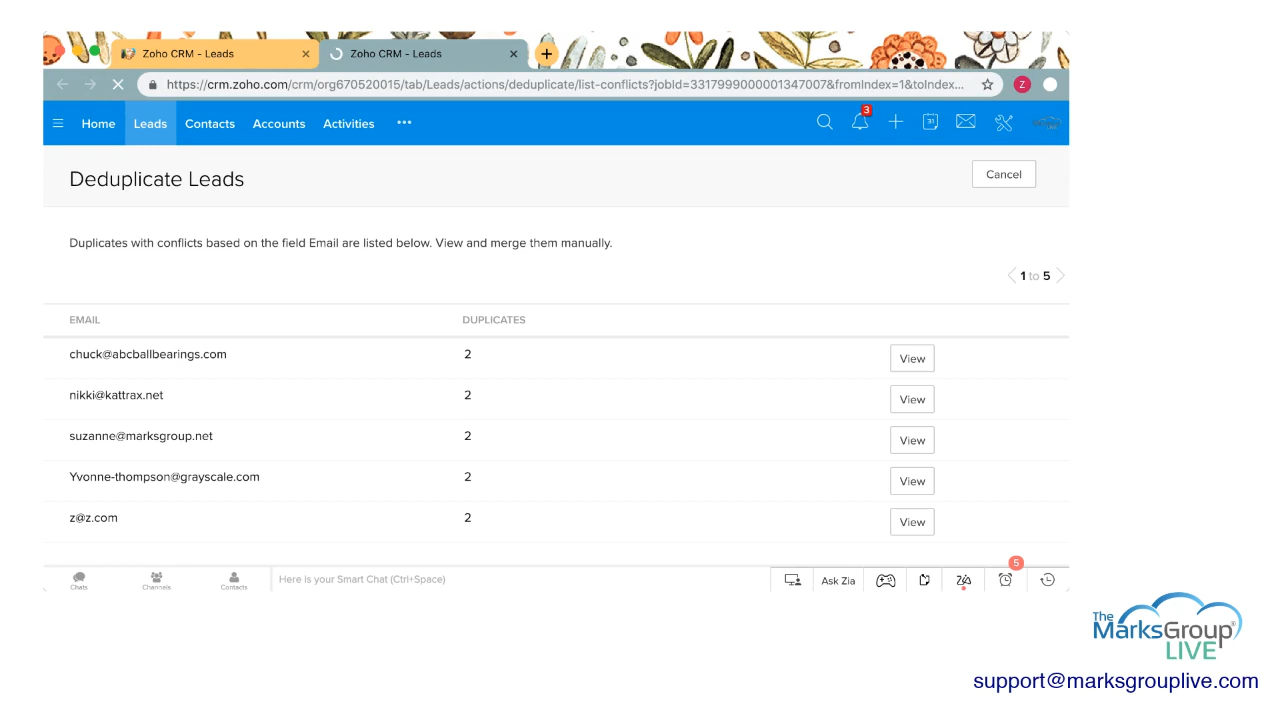 Zoho CRM - Leads
Zoho CRM - Leads
https://crm.zoho.com/crm/org670520015/tab/Leads/actions/deduplicate/list-conflicts?jobId=3317999000001347007&fromIndex=1&toIndex...
Z
Home Leads Contacts Accounts Activities ••• 3 31
Deduplicate Leads
Cancel
Duplicates with conflicts based on the field Email are listed below. View and merge them manually.
1 to 5
EMAIL DUPLICATES
chuck@abcballbearings.com 2 View
nikki@kattrax.net 2 View
suzanne@marksgroup.net 2 View
Yvonne-thompson@grayscale.com 2 View
z@z.com 2 View
5
Chats Channels Contacts Here is your Smart Chat (Ctrl+Space) Ask Zia
The
MarksGroup®
LIVE
support@marksgrouplive.com